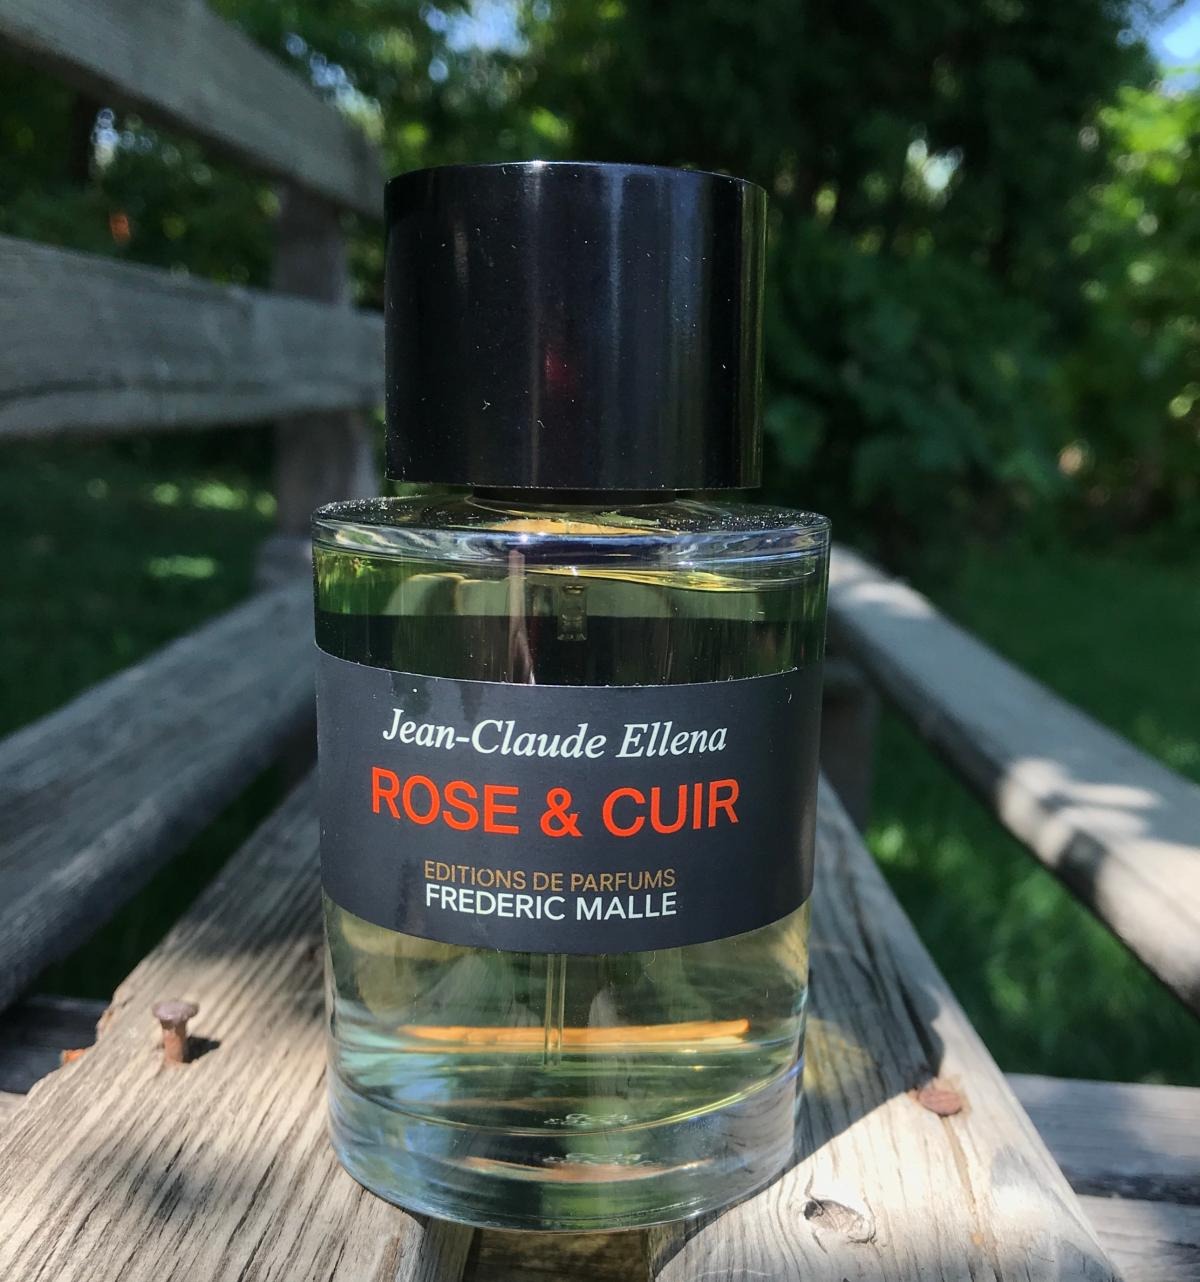 Jean-Claude Ellena
ROSE & CUIR
EDITIONS DE PARFUMS
FREDERIC MALLE